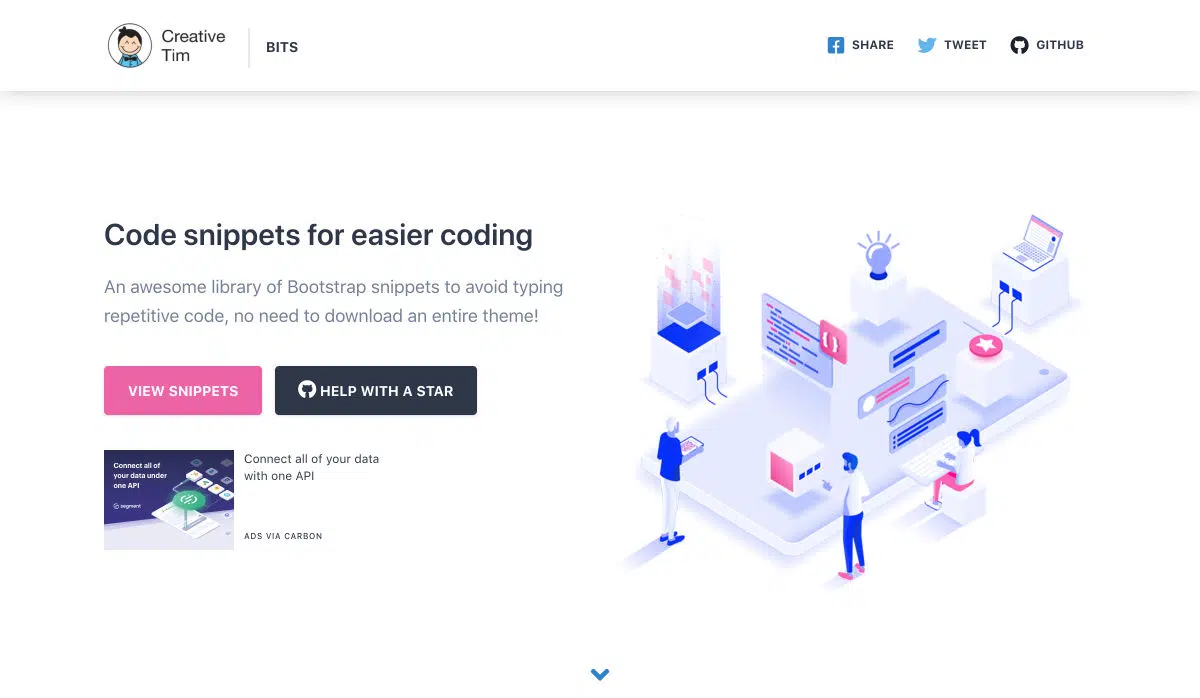 Creative
Tim
BITS
SHARE
TWEET
GITHUB
Code snippets for easier coding
An awesome library of Bootstrap snippets to avoid typing
repetitive code, no need to download an entire theme!
VIEW SNIPPETS
HELP WITH A STAR
Connect all of
your data under
one API
segment
Connect all of your data
with one API
ADS VIA CARBON